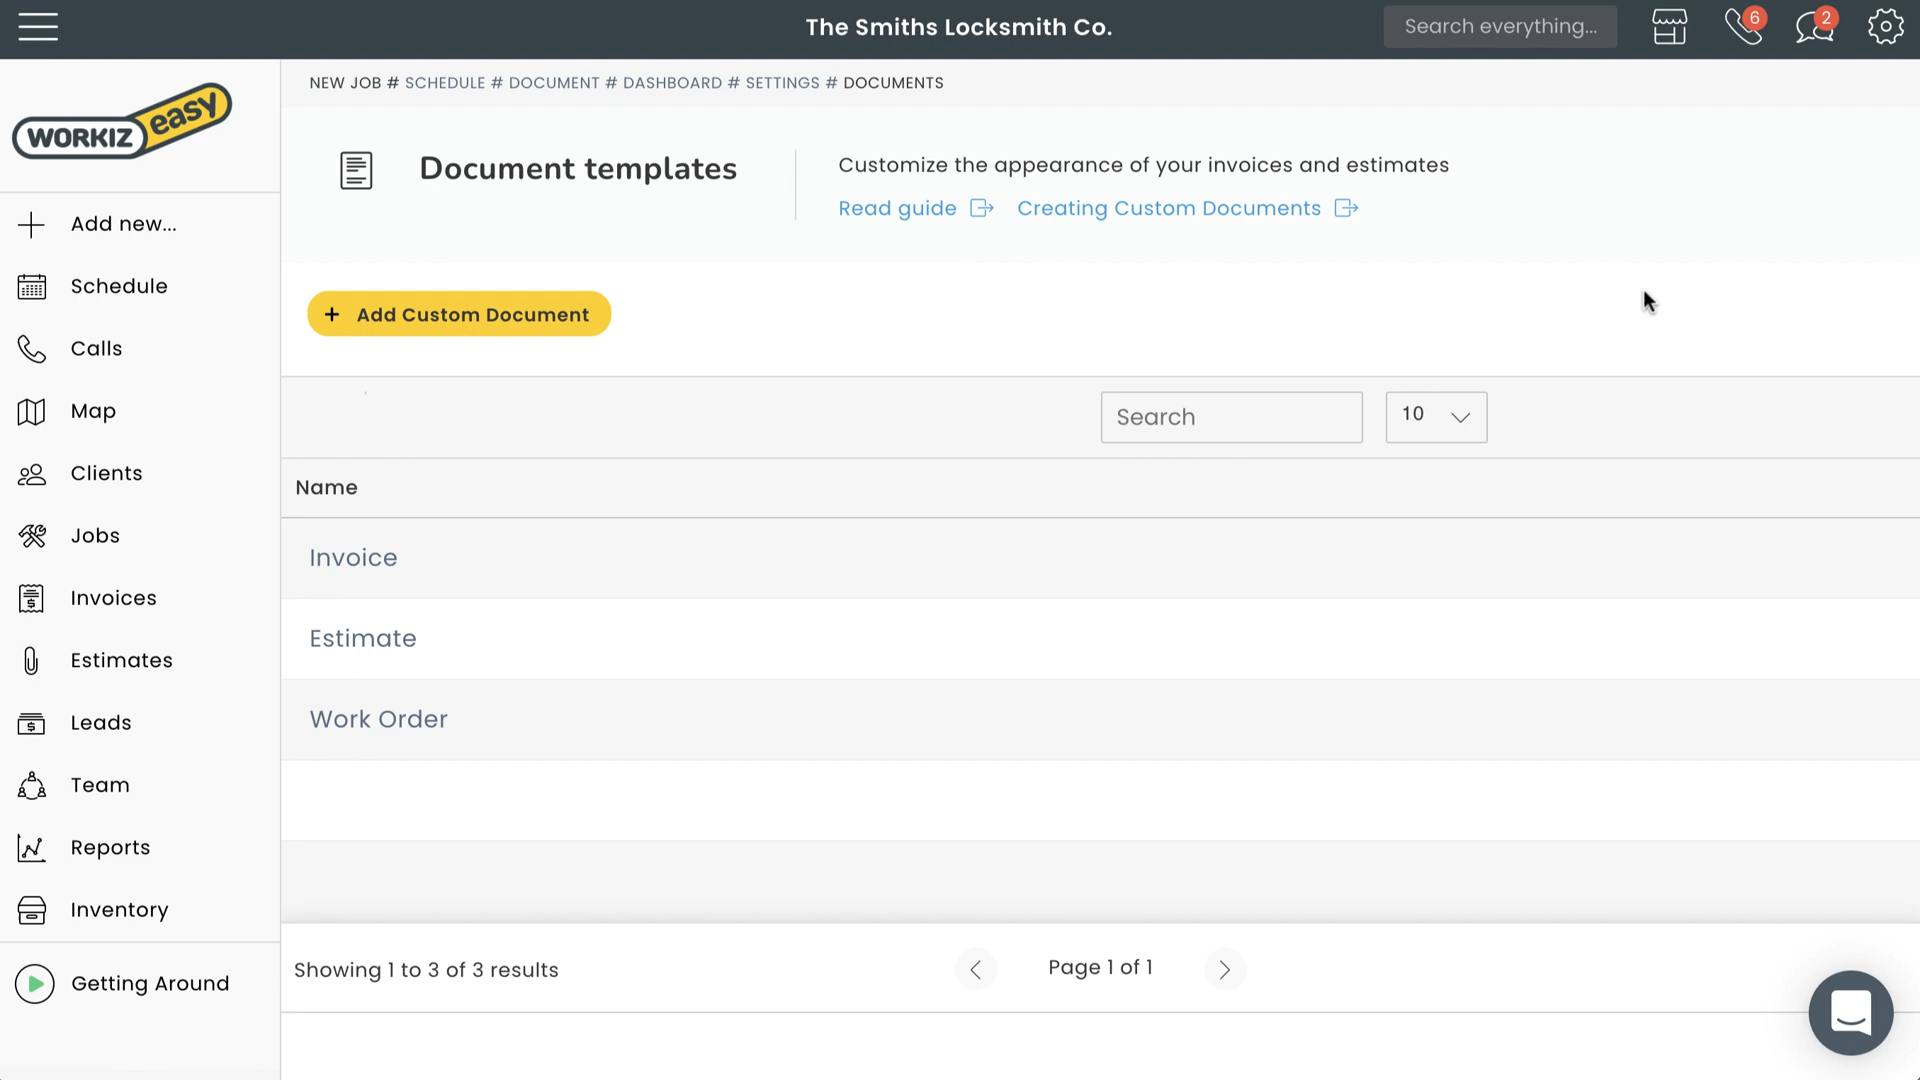 The Smiths Locksmith Co.
Search everything...
6
2
WORKIZ easy
NEW JOB # SCHEDULE # DOCUMENT # DASHBOARD # SETTINGS # DOCUMENTS
Document templates
Customize the appearance of your invoices and estimates
Read guide
Creating Custom Documents
Add new...
Schedule
Calls
Map
Clients
Jobs
Invoices
Estimates
Leads
Team
Reports
Inventory
Getting Around
+ Add Custom Document
Search
10
Name
Invoice
Estimate
Work Order
Showing 1 to 3 of 3 results
Page 1 of 1